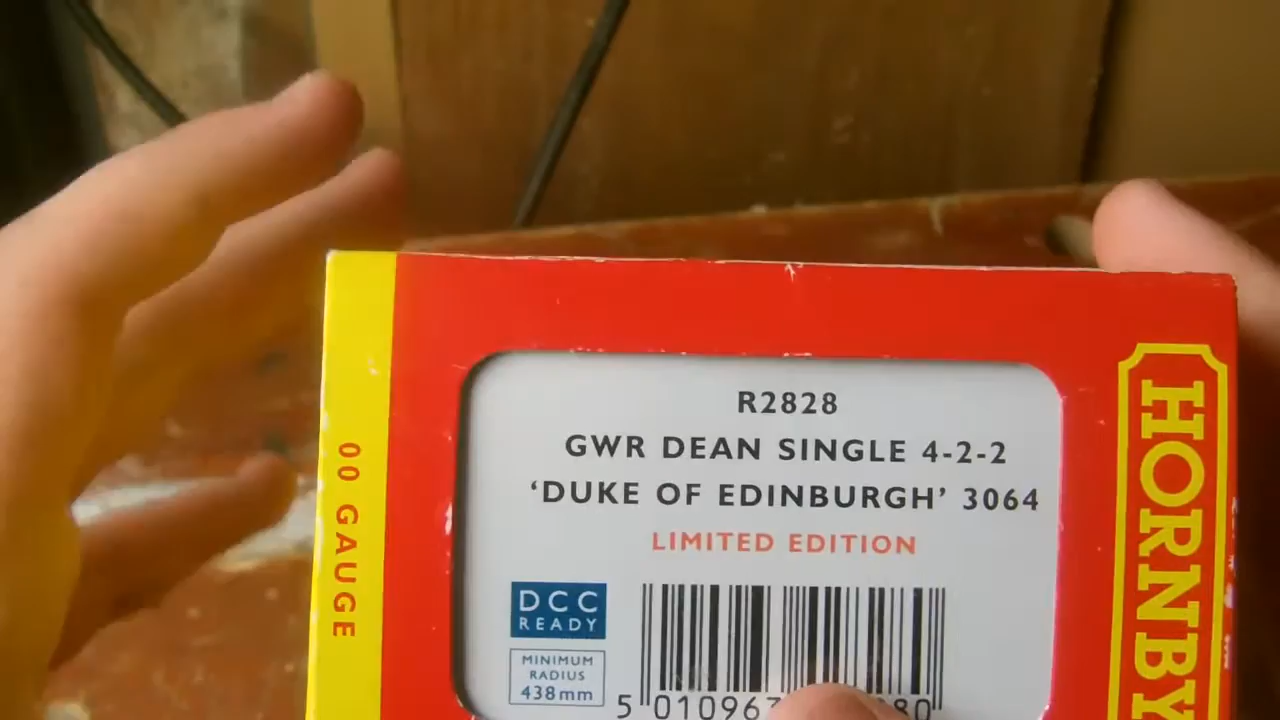 R2828
GWR DEAN SINGLE 4-2-2
‘DUKE OF EDINBURGH’ 3064
LIMITED EDITION
DCC
READY
MINIMUM
RADIUS
438mm
5 010967
80
00 GAUGE
HORNBY